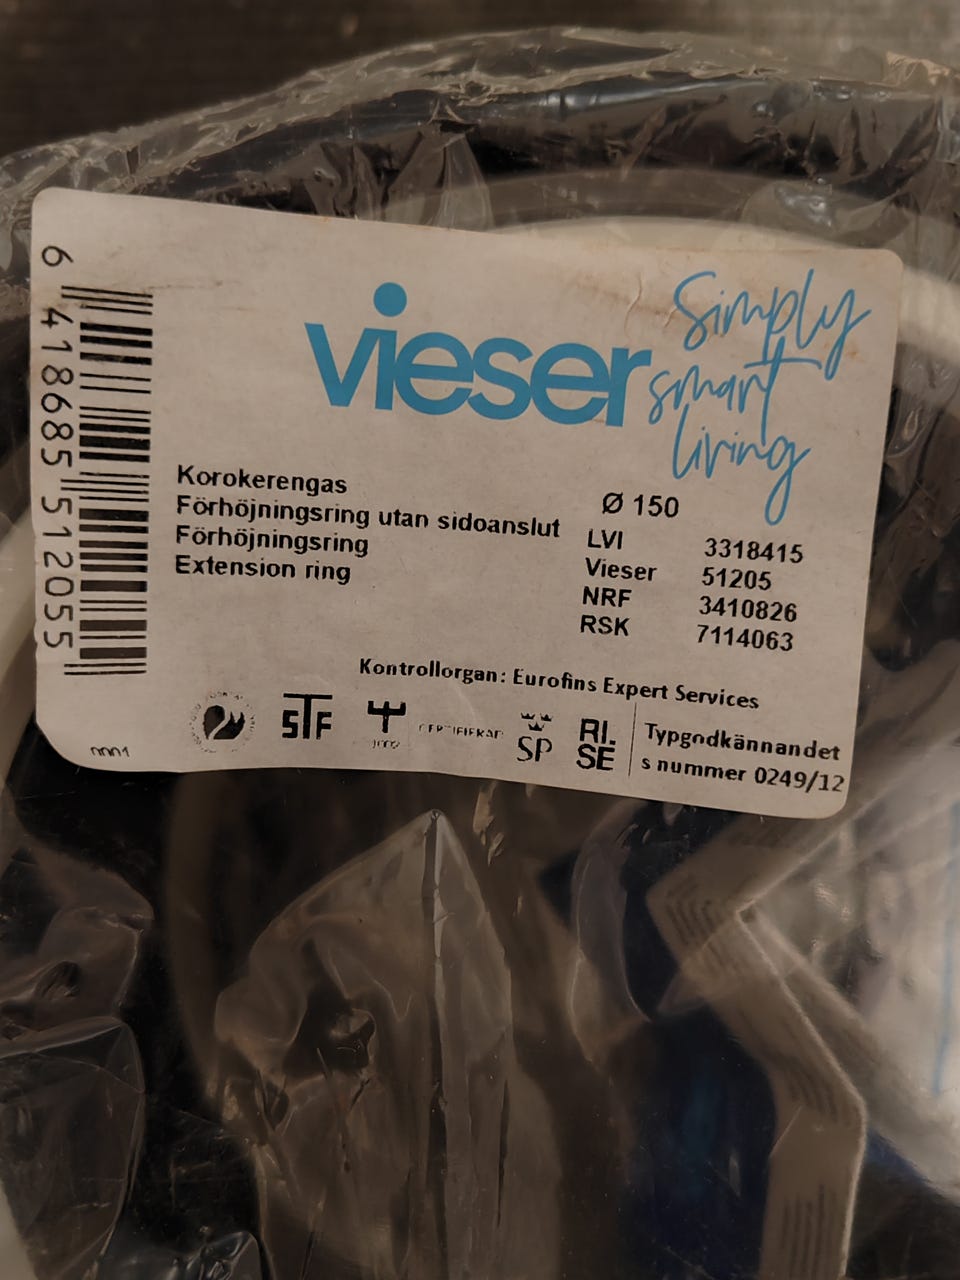 6 418685 512055
vieser
Simply
smart
living
Korokerengas
Förhöjningsring utan sidoanslut
Förhöjningsring
Extension ring
Ø 150
LVI 3318415
Vieser 51205
NRF 3410826
RSK 7114063
Kontrollorgan: Eurofins Expert Services
STF
SP
RI.
SE
Typgodkännandet
s nummer 0249/12